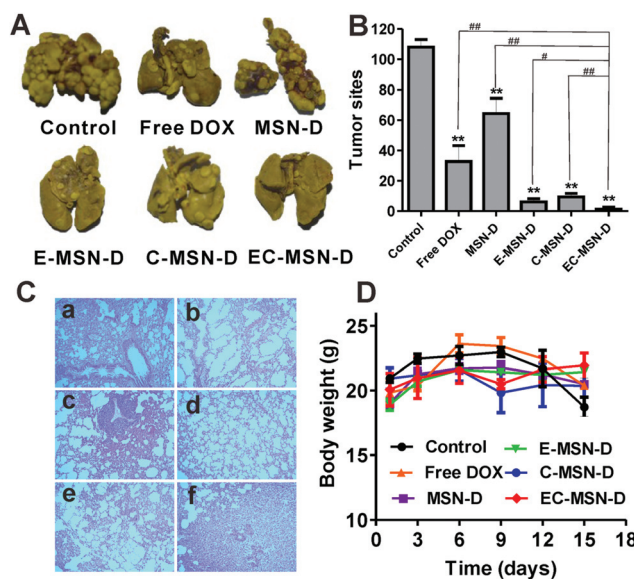 A
Control
Free DOX
MSN-D
E-MSN-D
C-MSN-D
EC-MSN-D
B
Tumor sites
120
100
80
60
40
20
0
**
**
**
**
**
##
##
#
##
Control
Free DOX
MSN-D
E-MSN-D
C-MSN-D
EC-MSN-D
C
a
b
c
d
e
f
D
Body weight (g)
25
20
15
10
Control
E-MSN-D
Free DOX
C-MSN-D
MSN-D
EC-MSN-D
0
3
6
9
12
15
18
Time (days)